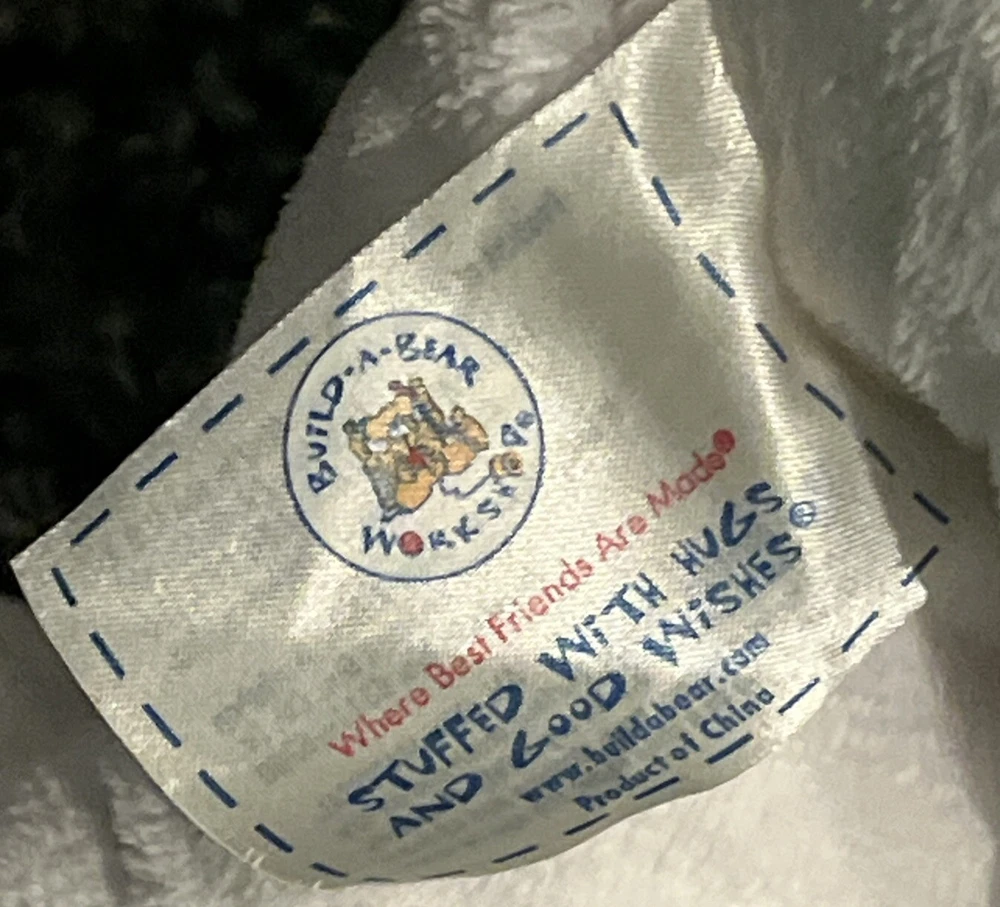 BUiLD-A-BEAR
WORKSHOP®
Where Best Friends Are Made®
STUFFED WiTH HUGS
AND GOOD WiSHES®
www.buildabear.com
Product of China